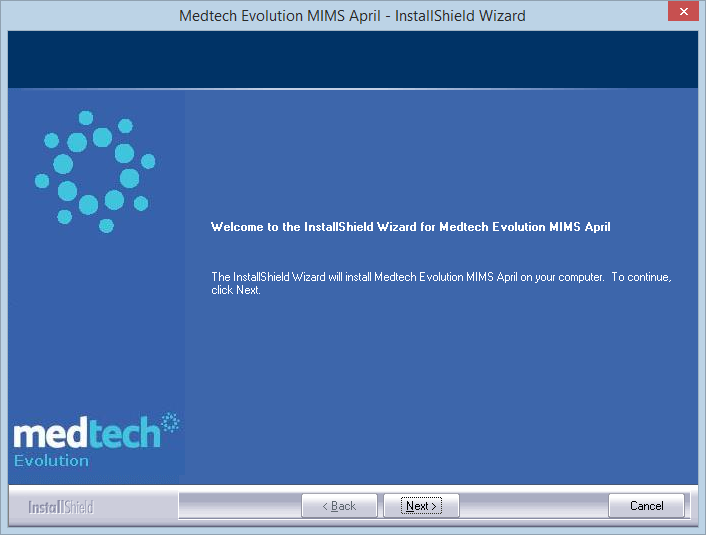 Medtech Evolution MIMS April - InstallShield Wizard
Welcome to the InstallShield Wizard for Medtech Evolution MIMS April
The InstallShield Wizard will install Medtech Evolution MIMS April on your computer. To continue,
click Next.
medtech
Evolution
InstallShield
< Back
Next >
Cancel